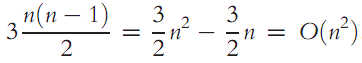 3 n(n − 1)/2 = 3/2 n² − 3/2 n = O(n²)